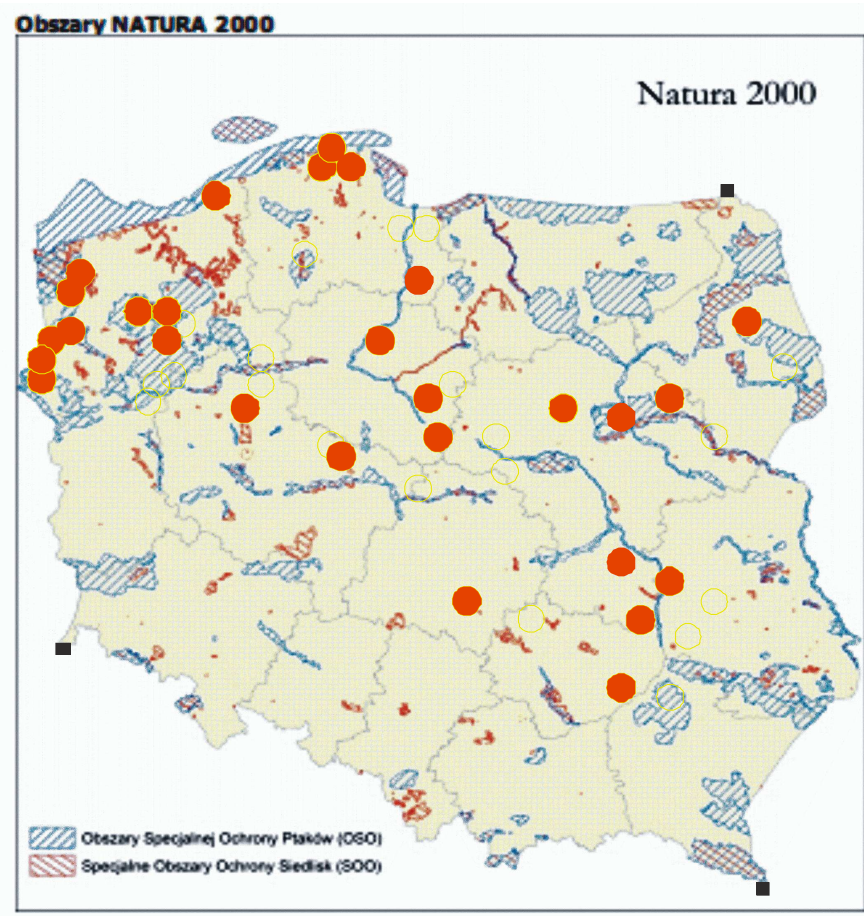 Obszary NATURA 2000
Natura 2000
Obszary Specjalnej Ochrony Ptaków (OSO)
Specjalne Obszary Ochrony Siedlisk (SOO)